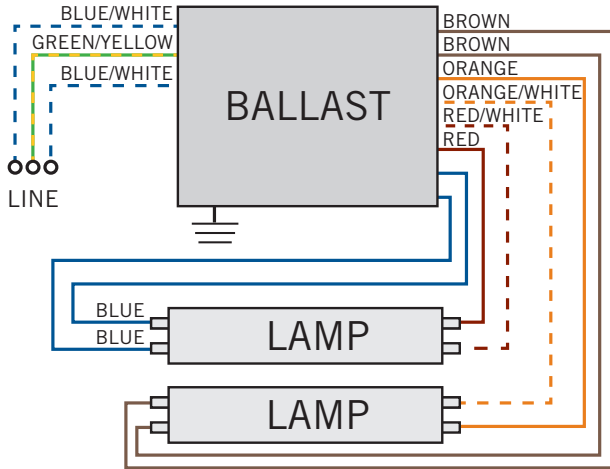 BLUE/WHITE
GREEN/YELLOW
BLUE/WHITE
LINE
BALLAST
BROWN
BROWN
ORANGE
ORANGE/WHITE
RED/WHITE
RED
BLUE
BLUE
LAMP
LAMP